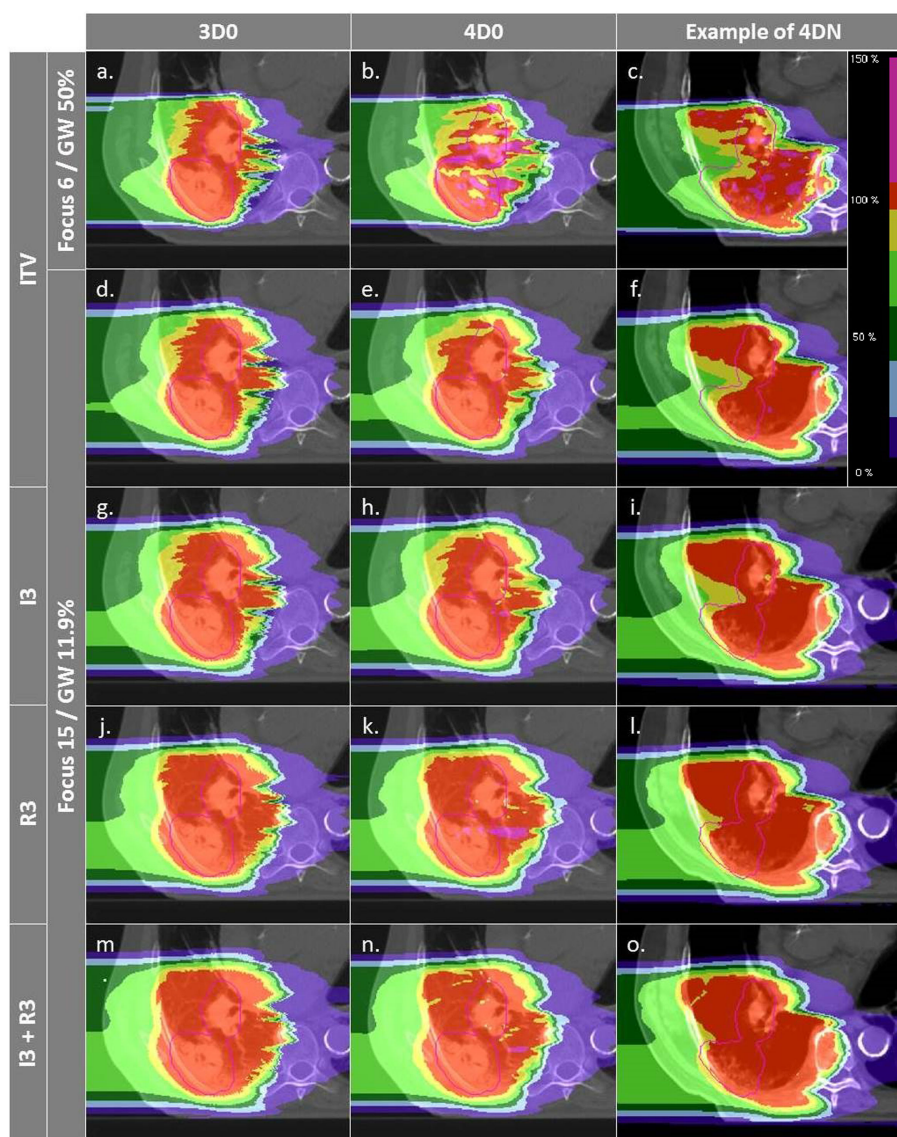 3D0 4D0 Example of 4DN
ITV
Focus 6 / GW 50%
a. b. c.
150 %
100 %
50 %
0 %
d. e. f.
Focus 15 / GW 11.9%
I3
g. h. i.
R3
j. k. l.
I3 + R3
m n. o.